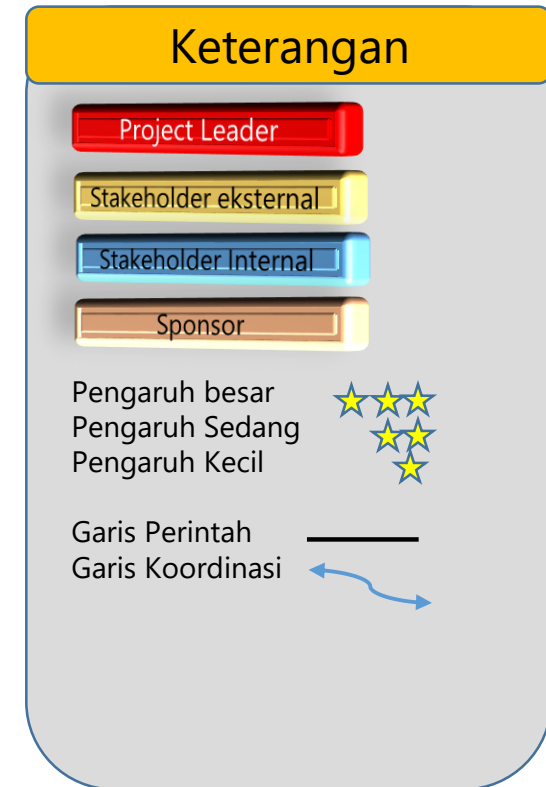 Keterangan
Project Leader
Stakeholder eksternal
Stakeholder Internal
Sponsor
Pengaruh besar
Pengaruh Sedang
Pengaruh Kecil
Garis Perintah
Garis Koordinasi